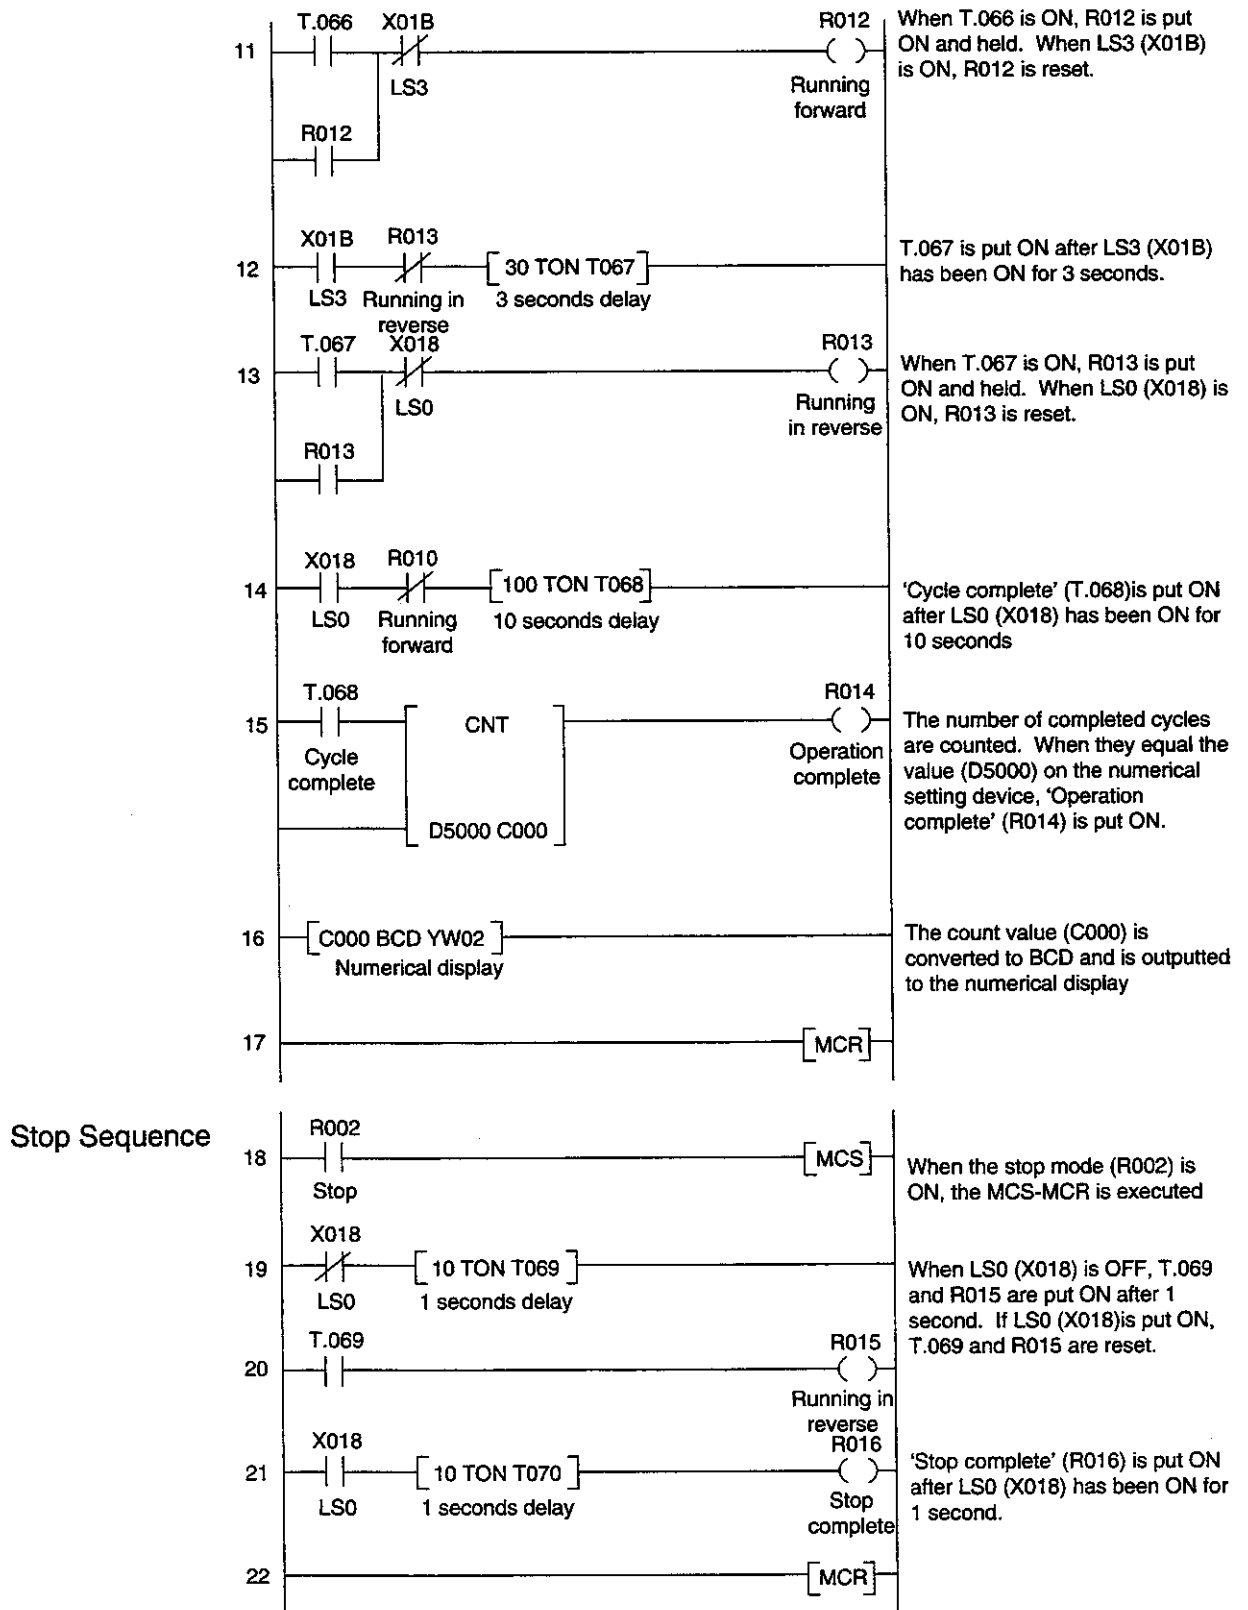 T.066 X01B R012
11
LS3
Running
forward
R012
When T.066 is ON, R012 is put
ON and held. When LS3 (X01B)
is ON, R012 is reset.
X01B R013
12 30 TON T067
LS3 Running in 3 seconds delay
reverse
T.067 is put ON after LS3 (X01B)
has been ON for 3 seconds.
T.067 X018 R013
13
LS0
Running
in reverse
R013
When T.067 is ON, R013 is put
ON and held. When LS0 (X018) is
ON, R013 is reset.
X018 R010
14 100 TON T068
LS0 Running 10 seconds delay
forward
'Cycle complete' (T.068)is put ON
after LS0 (X018) has been ON for
10 seconds
T.068 R014
15 CNT
Cycle
complete
Operation
complete
D5000 C000
The number of completed cycles
are counted. When they equal the
value (D5000) on the numerical
setting device, 'Operation
complete' (R014) is put ON.
16 C000 BCD YW02
Numerical display
The count value (C000) is
converted to BCD and is outputted
to the numerical display
17 MCR
Stop Sequence
R002
18 MCS
Stop
When the stop mode (R002) is
ON, the MCS-MCR is executed
X018
19 10 TON T069
LS0 1 seconds delay
When LS0 (X018) is OFF, T.069
and R015 are put ON after 1
second. If LS0 (X018)is put ON,
T.069 and R015 are reset.
T.069 R015
20
Running in
reverse
X018 R016
21 10 TON T070
LS0 1 seconds delay
Stop
complete
'Stop complete' (R016) is put ON
after LS0 (X018) has been ON for
1 second.
22 MCR